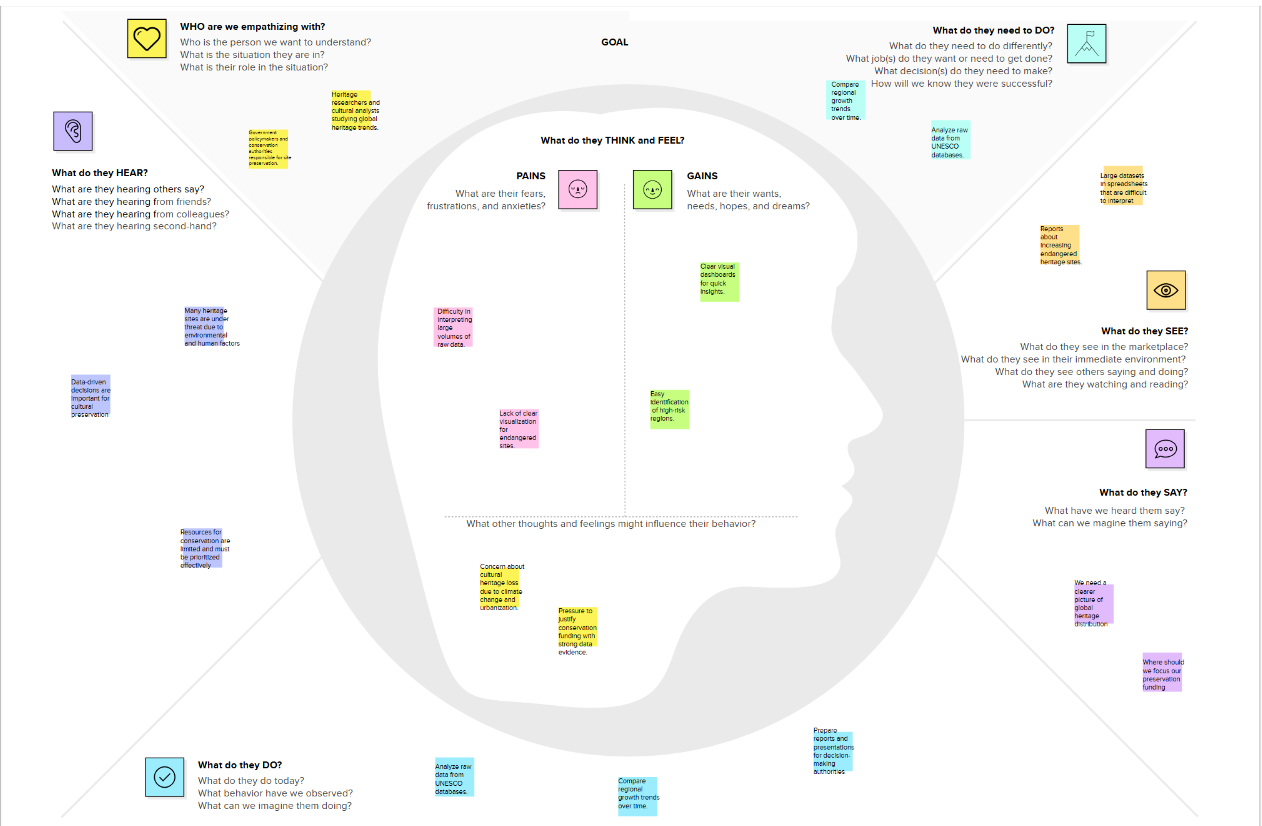 WHO are we empathizing with?
Who is the person we want to understand?
What is the situation they are in?
What is their role in the situation?
Heritage
researchers and
cultural analysts
studying global
heritage trends.
Government
policymakers and
conservation
authorities
responsible for site
preservation.
GOAL
What do they need to DO?
What do they need to do differently?
What job(s) do they want or need to get done?
What decision(s) do they need to make?
How will we know they were successful?
Compare
regional
growth
trends
over time.
Analyze raw
data from
UNESCO
databases.
What do they HEAR?
What are they hearing others say?
What are they hearing from friends?
What are they hearing from colleagues?
What are they hearing second-hand?
Many heritage
sites are under
threat due to
environmental
and human factors
Data-driven
decisions are
important for
cultural
preservation
Resources for
conservation are
limited and must
be prioritized
effectively
What do they THINK and FEEL?
PAINS
What are their fears,
frustrations, and anxieties?
Difficulty in
interpreting
large
volumes of
raw data.
Lack of clear
visualization
for
endangered
sites.
GAINS
What are their wants,
needs, hopes, and dreams?
Clear visual
dashboards
for quick
insights.
Easy
identification
of high-risk
regions.
What other thoughts and feelings might influence their behavior?
Concern about
cultural
heritage loss
due to climate
change and
urbanization.
Pressure to
justify
conservation
funding with
strong data
evidence.
Large datasets
in spreadsheets
that are difficult
to interpret
Reports
about
increasing
endangered
heritage sites.
What do they SEE?
What do they see in the marketplace?
What do they see in their immediate environment?
What do they see others saying and doing?
What are they watching and reading?
What do they SAY?
What have we heard them say?
What can we magine them saying?
We need a
clearer
picture of
global
heritage
distribution
Where should
we focus our
preservation
funding
What do they DO?
What do they do today?
What behavior have we observed?
What can we imagine them doing?
Analyze raw
data from
UNESCO
databases.
Compare
regional
growth trends
over time.
Prepare
reports and
presentations
for decision-
making
authorities